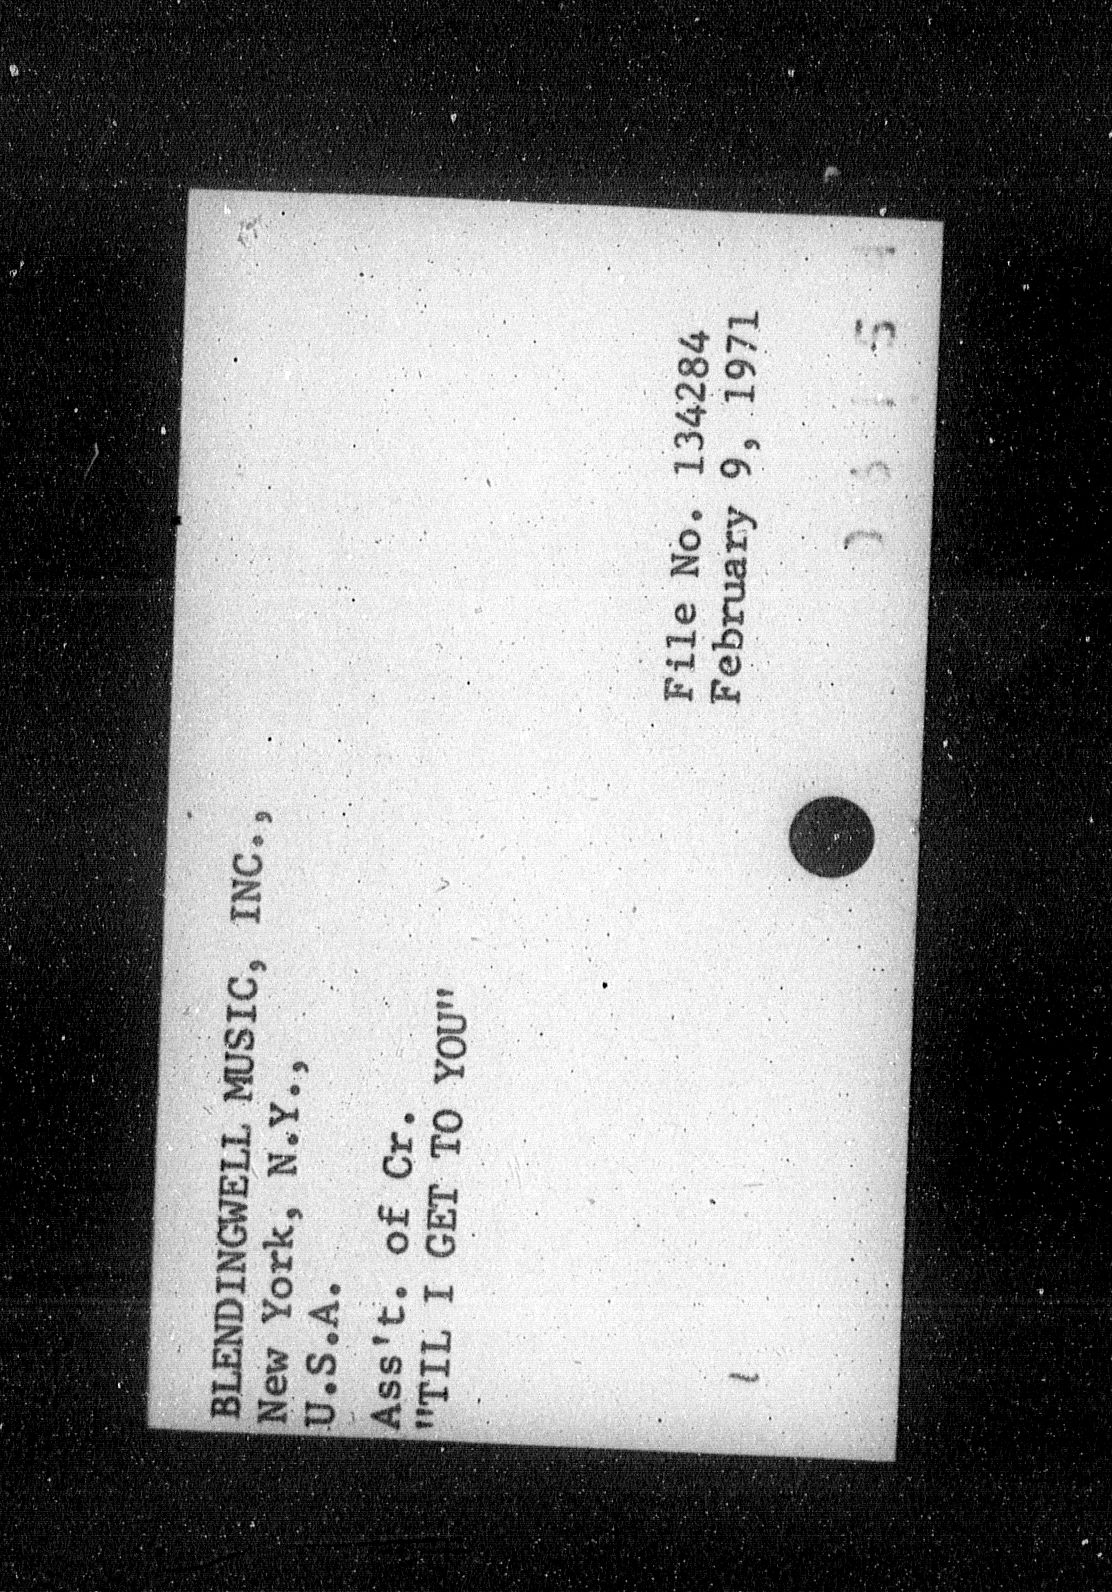 BLENDINGWELL MUSIC, INC.,
New York, N.Y.,
U.S.A.
Ass't. of Cr.
"TIL I GET TO YOU"
File No. 134284
February 9, 1971